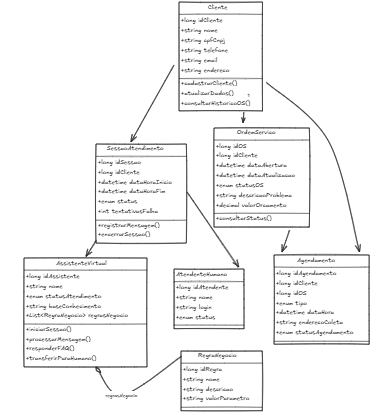 Cliente
+long idCliente
+string nome
+string cpfCnpj
+string telefone
+string email
+string endereco
+cadastrarCliente()
+atualizarDados()
+consultarHistoricoOS()
SessaoAtendimento
+long idSessao
+long idCliente
+datetime dataHoraInicio
+datetime dataHoraFim
+enum status
+int tentativasFalha
+registrarMensagem()
+encerrarSessao()
OrdemServico
+long idOS
+long idCliente
+datetime dataAbertura
+datetime dataAtualizacao
+enum statusOS
+string descricaoProblema
+decimal valorOrcamento
+consultarStatus()
AssistenteVirtual
+long idAssistente
+string nome
+enum statusAtendimento
+string baseConhecimento
+List<RegraNegocio> regrasNegocio
+iniciarSessao()
+processarMensagem()
+responderFAQ()
+transferirParaHumano()
AtendenteHumano
+long idAtendente
+string nome
+string login
+enum status
Agendamento
+long idAgendamento
+long idCliente
+long idOS
+enum tipo
+datetime dataHora
+string enderecoColeta
+enum statusAgendamento
regrasNegocio
RegraNegocio
+long idRegra
+string nome
+string descricao
+string valorParametro